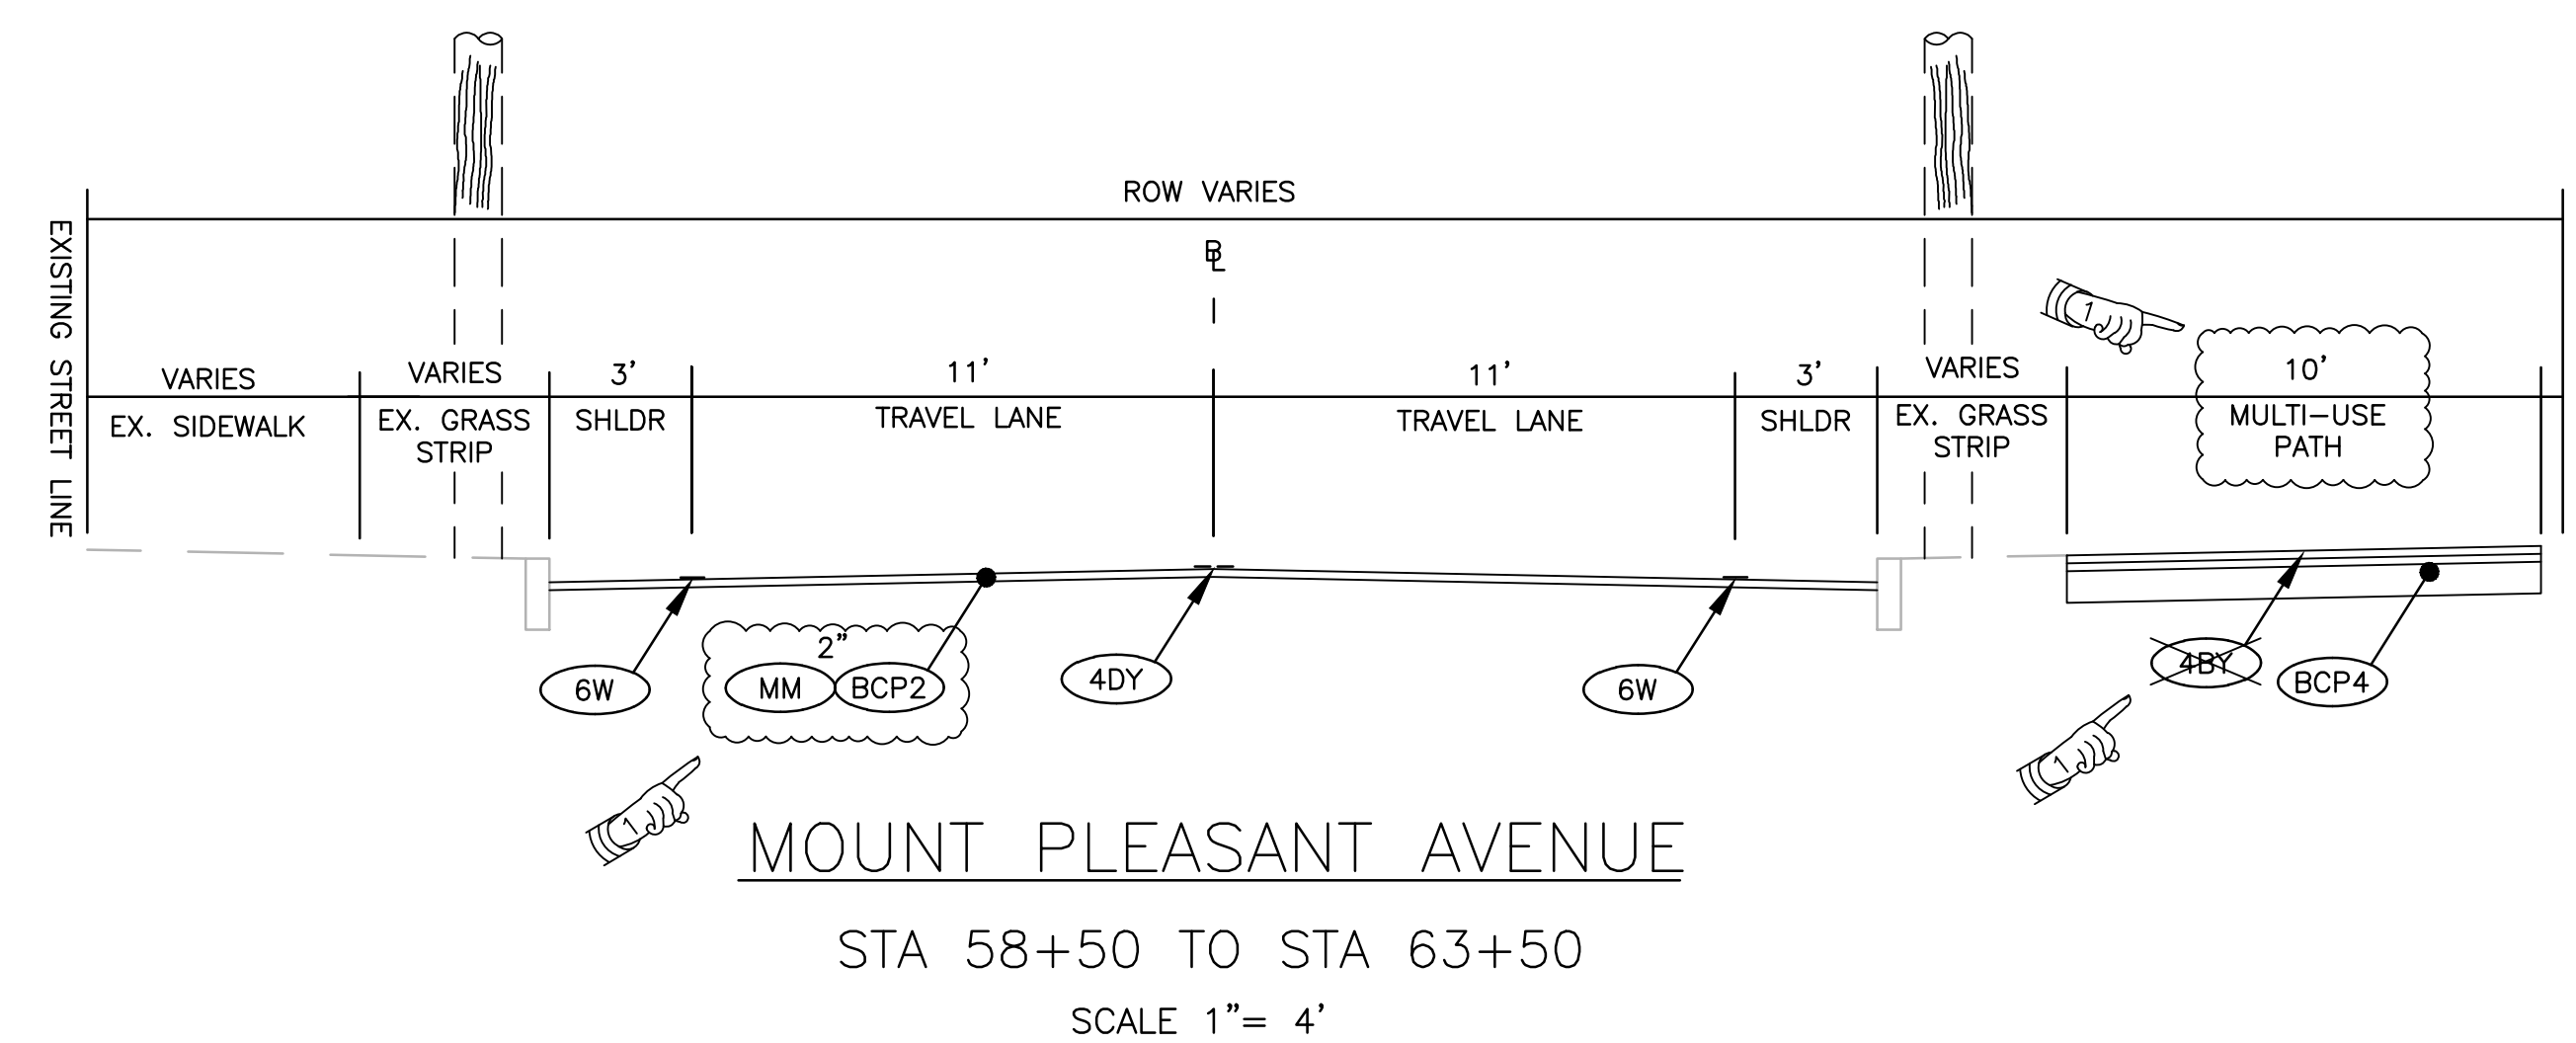 ROW VARIES
EXISTING STREET LINE
BL
1
VARIES
VARIES
3'
11'
11'
3'
VARIES
10'
EX. SIDEWALK
EX. GRASS
STRIP
SHLDR
TRAVEL LANE
TRAVEL LANE
SHLDR
EX. GRASS
STRIP
MULTI-USE
PATH
2"
6W
MM
BCP2
4DY
6W
4BY
BCP4
1
1
MOUNT PLEASANT AVENUE
STA 58+50 TO STA 63+50
SCALE 1"= 4'